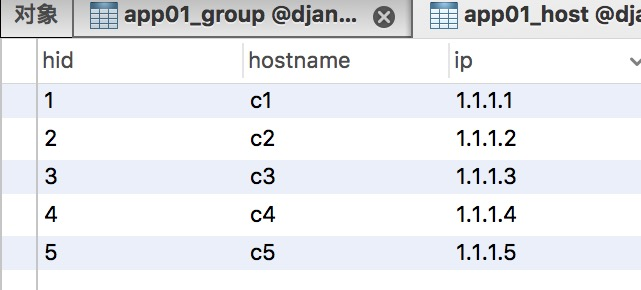 对象 app01_group @djan... app01_host @dja
hid hostname ip
1 c1 1.1.1.1
2 c2 1.1.1.2
3 c3 1.1.1.3
4 c4 1.1.1.4
5 c5 1.1.1.5